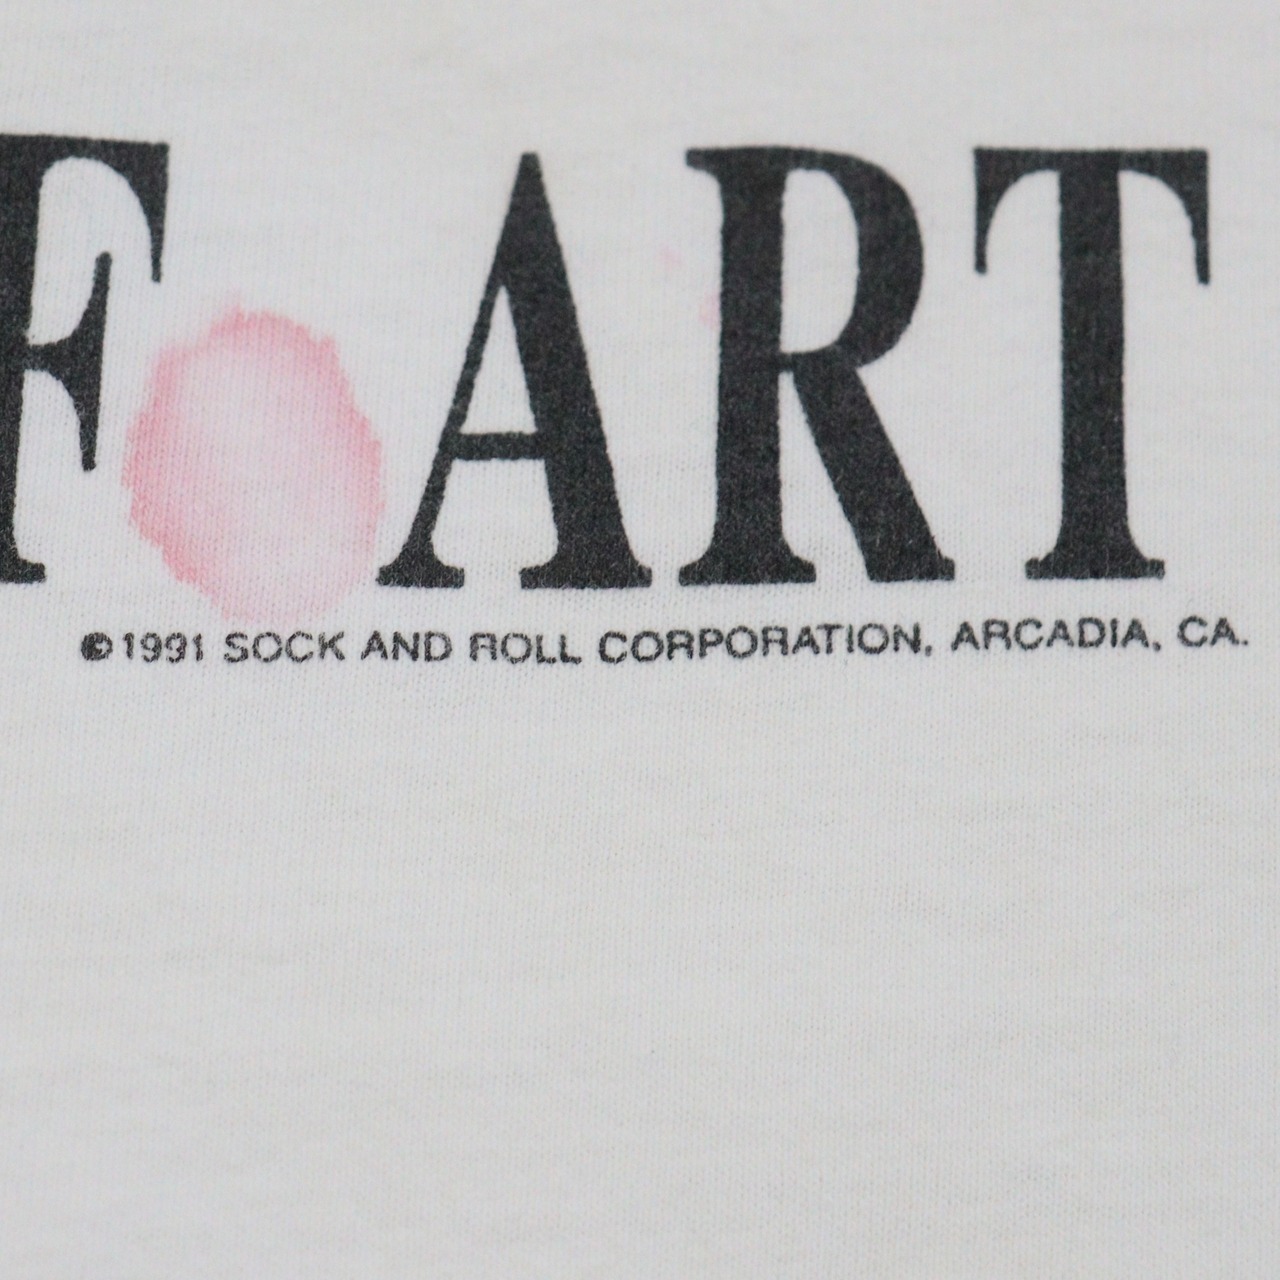 F ART
©1991 SOCK AND ROLL CORPORATION, ARCADIA, CA.